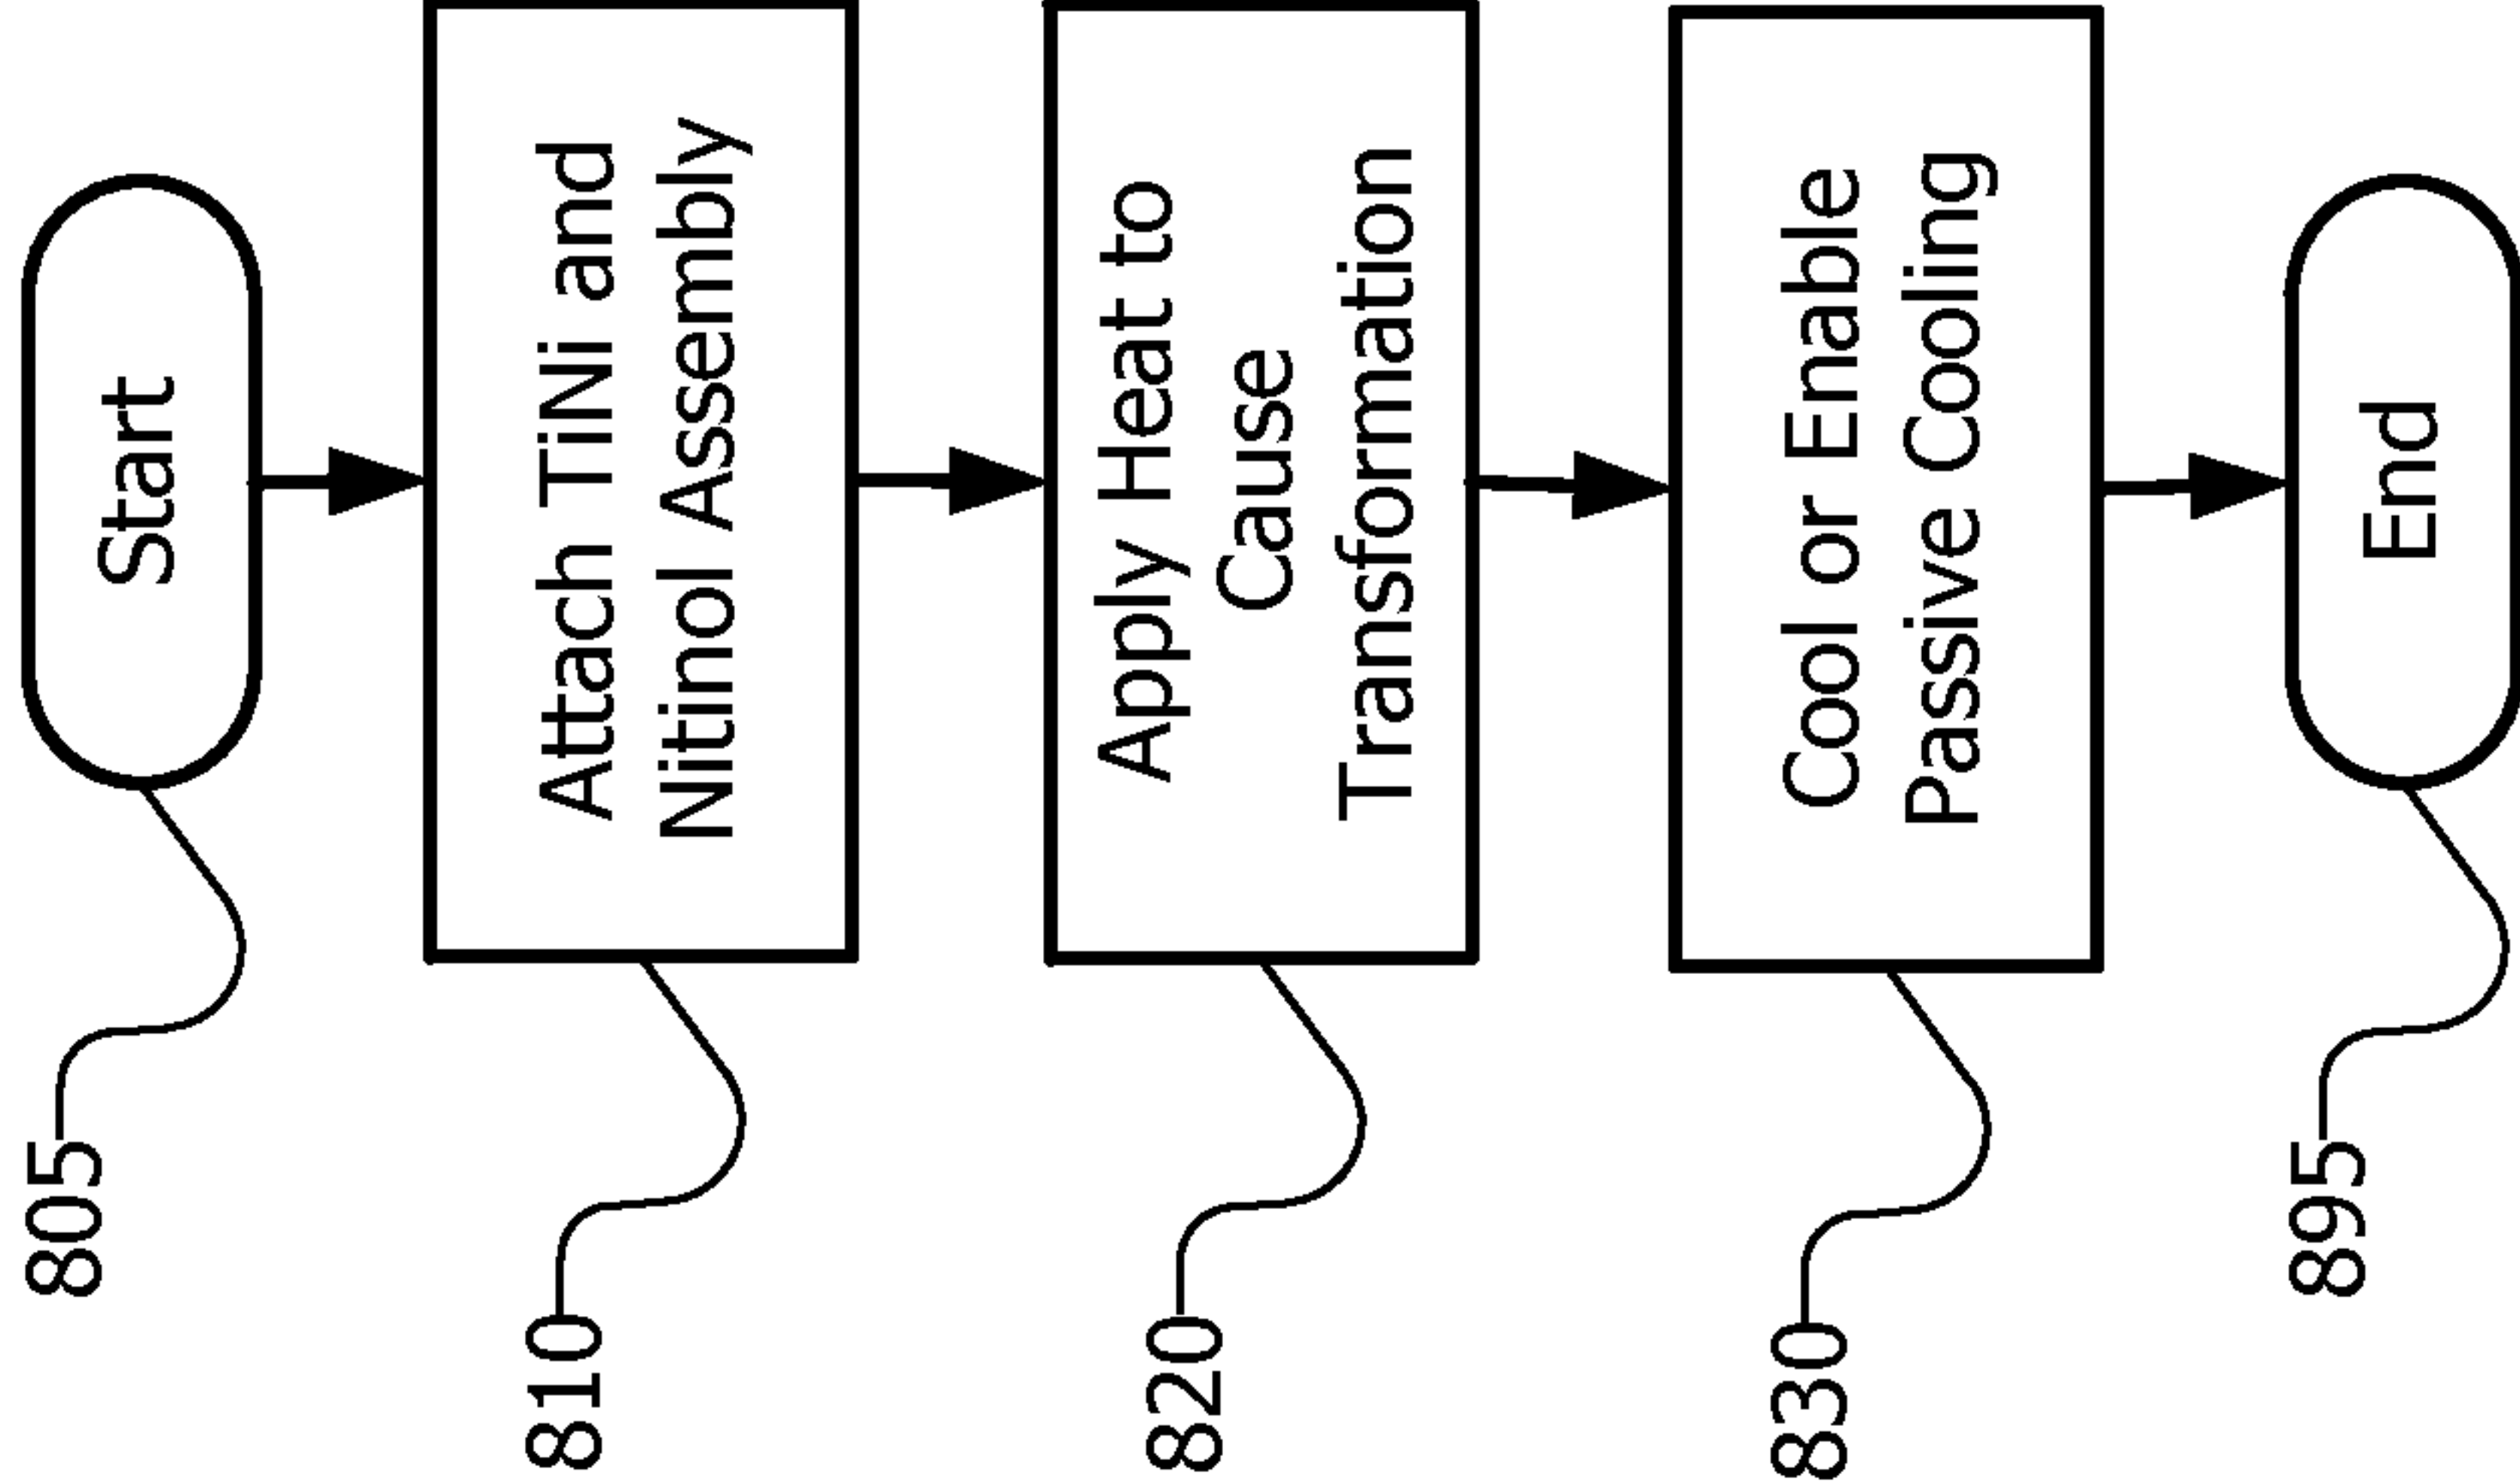 Start
805
Attach TiNi and
Nitinol Assembly
810
Apply Heat to
Cause
Transformation
820
Cool or Enable
Passive Cooling
830
End
895